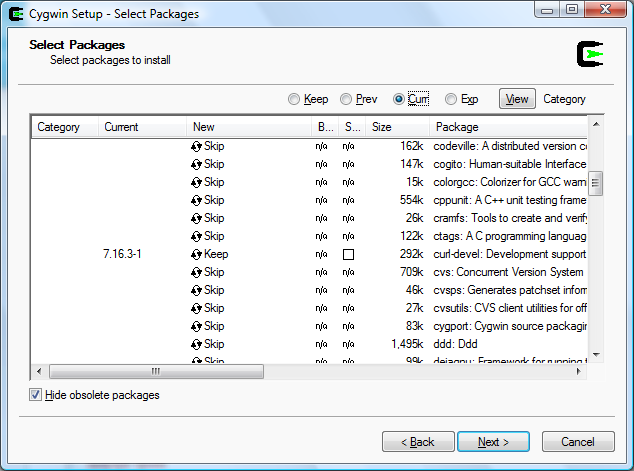 Cygwin Setup - Select Packages
Select Packages
Select packages to install
Keep Prev Curr Exp View Category
Category Current New B... S... Size Package
Skip n/a n/a 162k codeville: A distributed version co
Skip n/a n/a 147k cogito: Human-suitable Interface
Skip n/a n/a 15k colorgcc: Colorizer for GCC warni
Skip n/a n/a 554k cppunit: A C++ unit testing frame
Skip n/a n/a 26k cramfs: Tools to create and verify
Skip n/a n/a 122k ctags: A C programming languag
7.16.3-1 Keep n/a 292k curl-devel: Development support
Skip n/a n/a 709k cvs: Concurrent Version System
Skip n/a n/a 46k cvsps: Generates patchset inform
Skip n/a n/a 27k cvsutils: CVS client utilities for off
Skip n/a n/a 83k cygport: Cygwin source packagin
Skip n/a n/a 1,495k ddd: Ddd
Skip n/a n/a 99k dejagnu: Framework for running t
Hide obsolete packages
< Back Next > Cancel